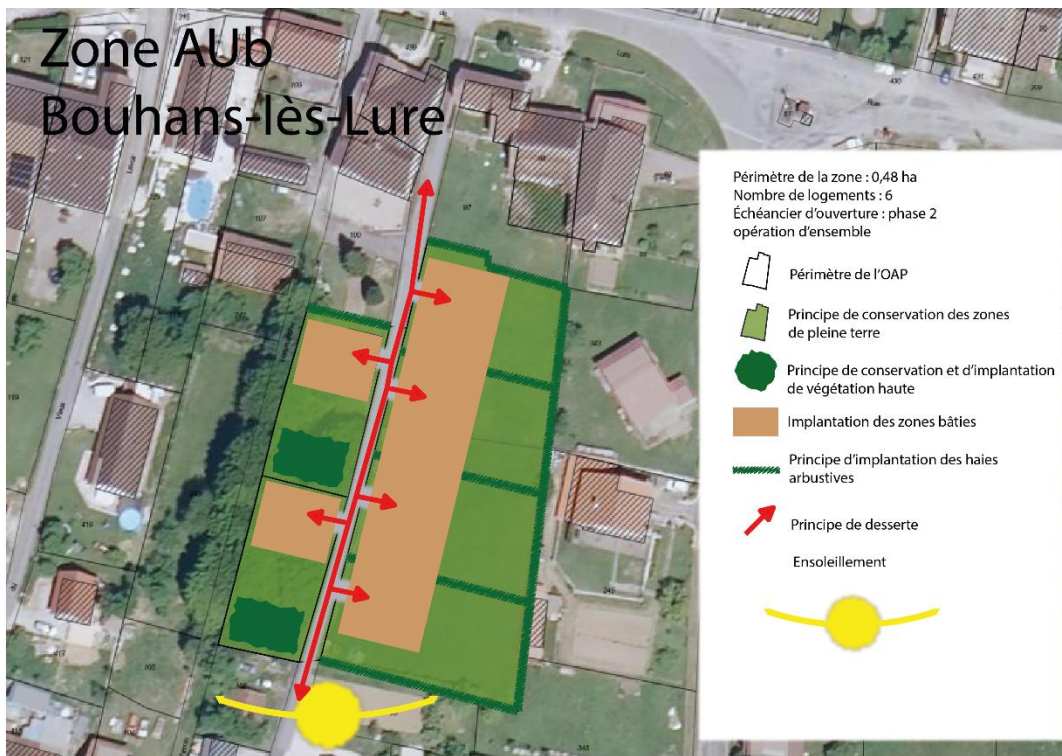 Zone AUb
Bouhans-lès-Lure
Périmètre de la zone : 0,48 ha
Nombre de logements : 6
Échéancier d'ouverture : phase 2
opération d'ensemble
Périmètre de l'OAP
Principe de conservation des zones
de pleine terre
Principe de conservation et d'implantation
de végétation haute
Implantation des zones bâties
Principe d'implantation des haies
arbustives
Principe de desserte
Ensoleillement